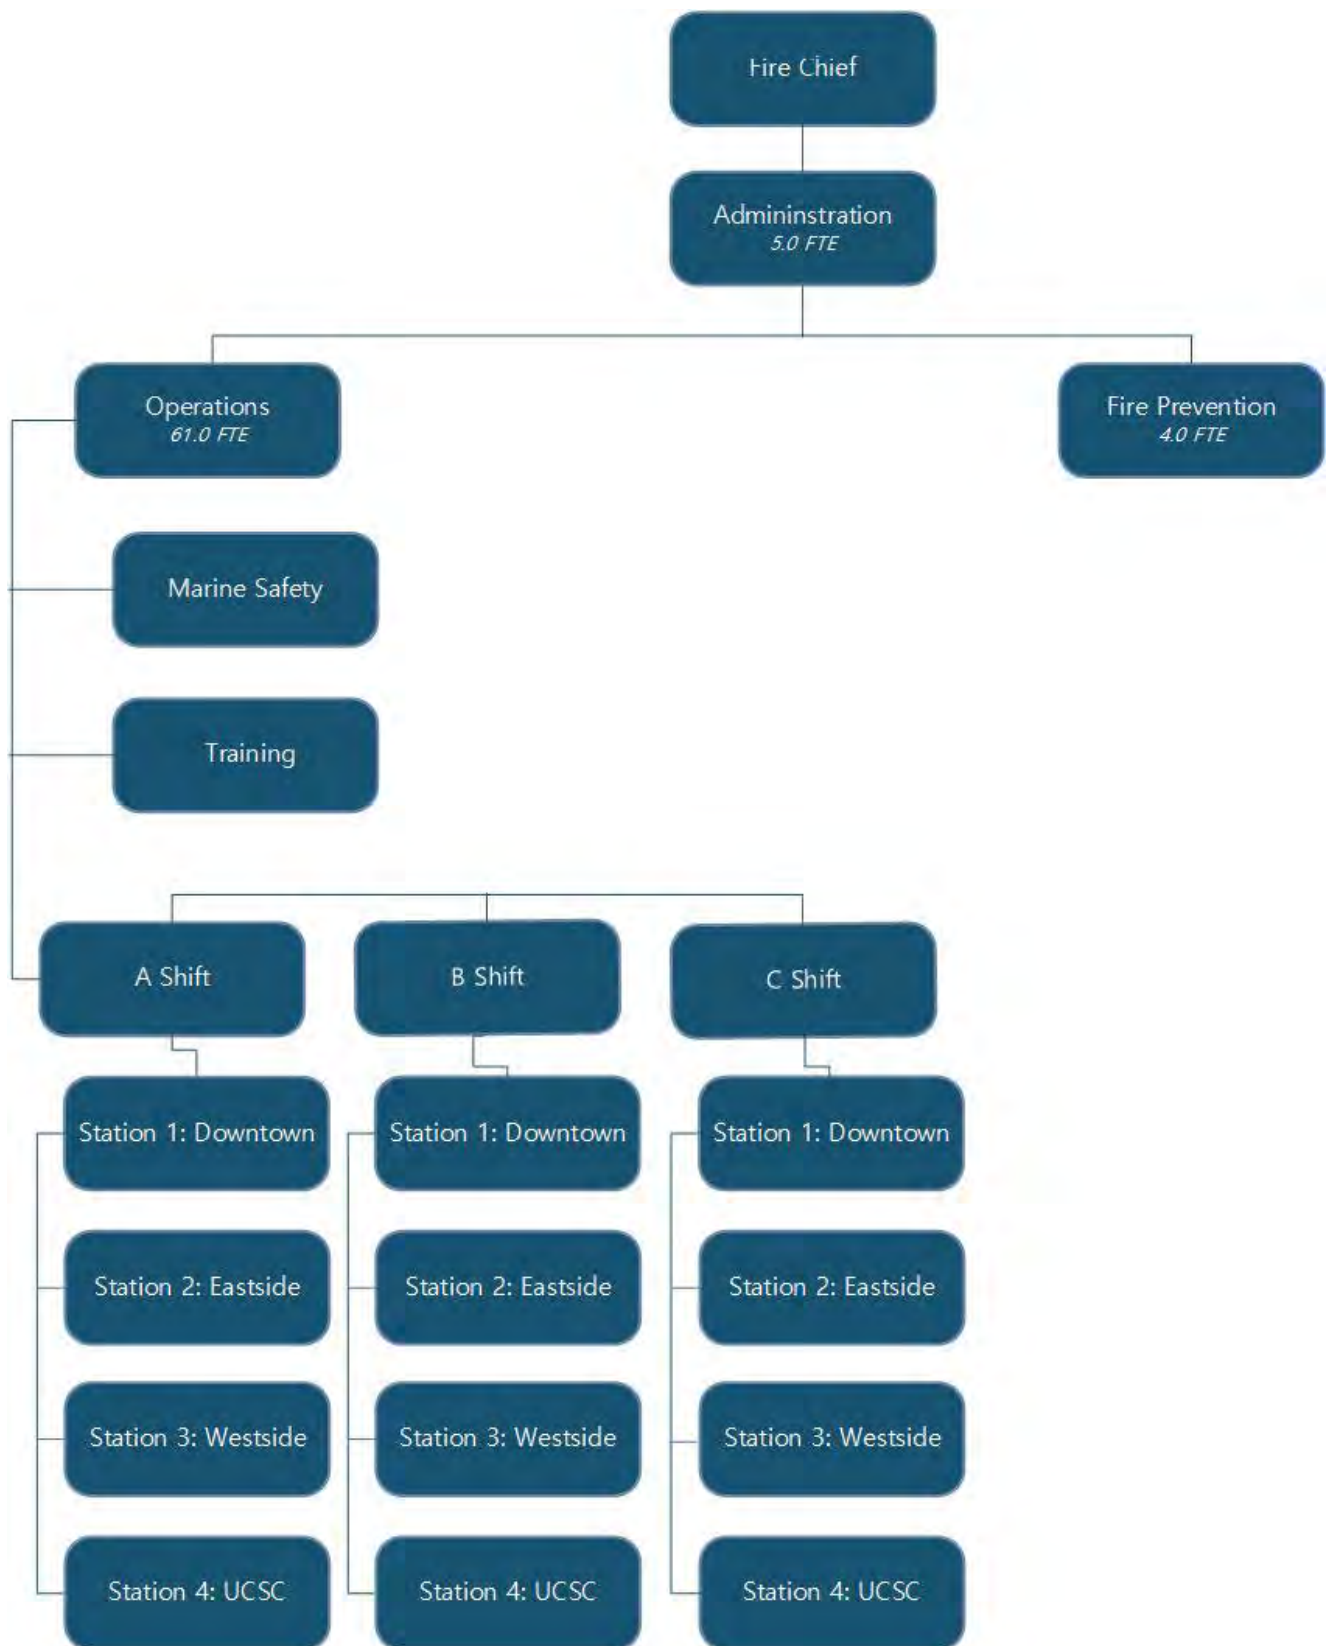 Fire Chief
Admininstration
5.0 FTE
Operations
61.0 FTE
Fire Prevention
4.0 FTE
Marine Safety
Training
A Shift
B Shift
C Shift
Station 1: Downtown
Station 1: Downtown
Station 1: Downtown
Station 2: Eastside
Station 2: Eastside
Station 2: Eastside
Station 3: Westside
Station 3: Westside
Station 3: Westside
Station 4: UCSC
Station 4: UCSC
Station 4: UCSC